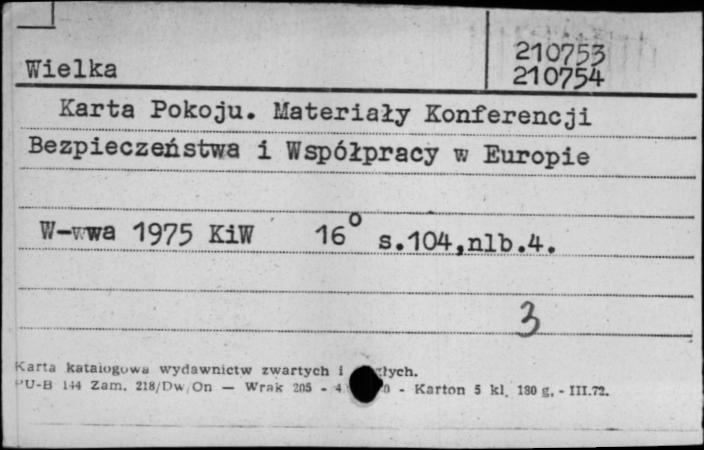 210753
Wielka 210754
Karta Pokoju. Materiały Konferencji
Bezpieczeństwa i Współpracy w Europie
W-wwa 1975 KiW 16° s.104,nlb.4.
3
Karta katalogowa wydawnictw zwartych i
PU-B 144 Zam. 218/Dw/On — Wrak 205 - - Karton 5 kl. 180 g. - III.72.